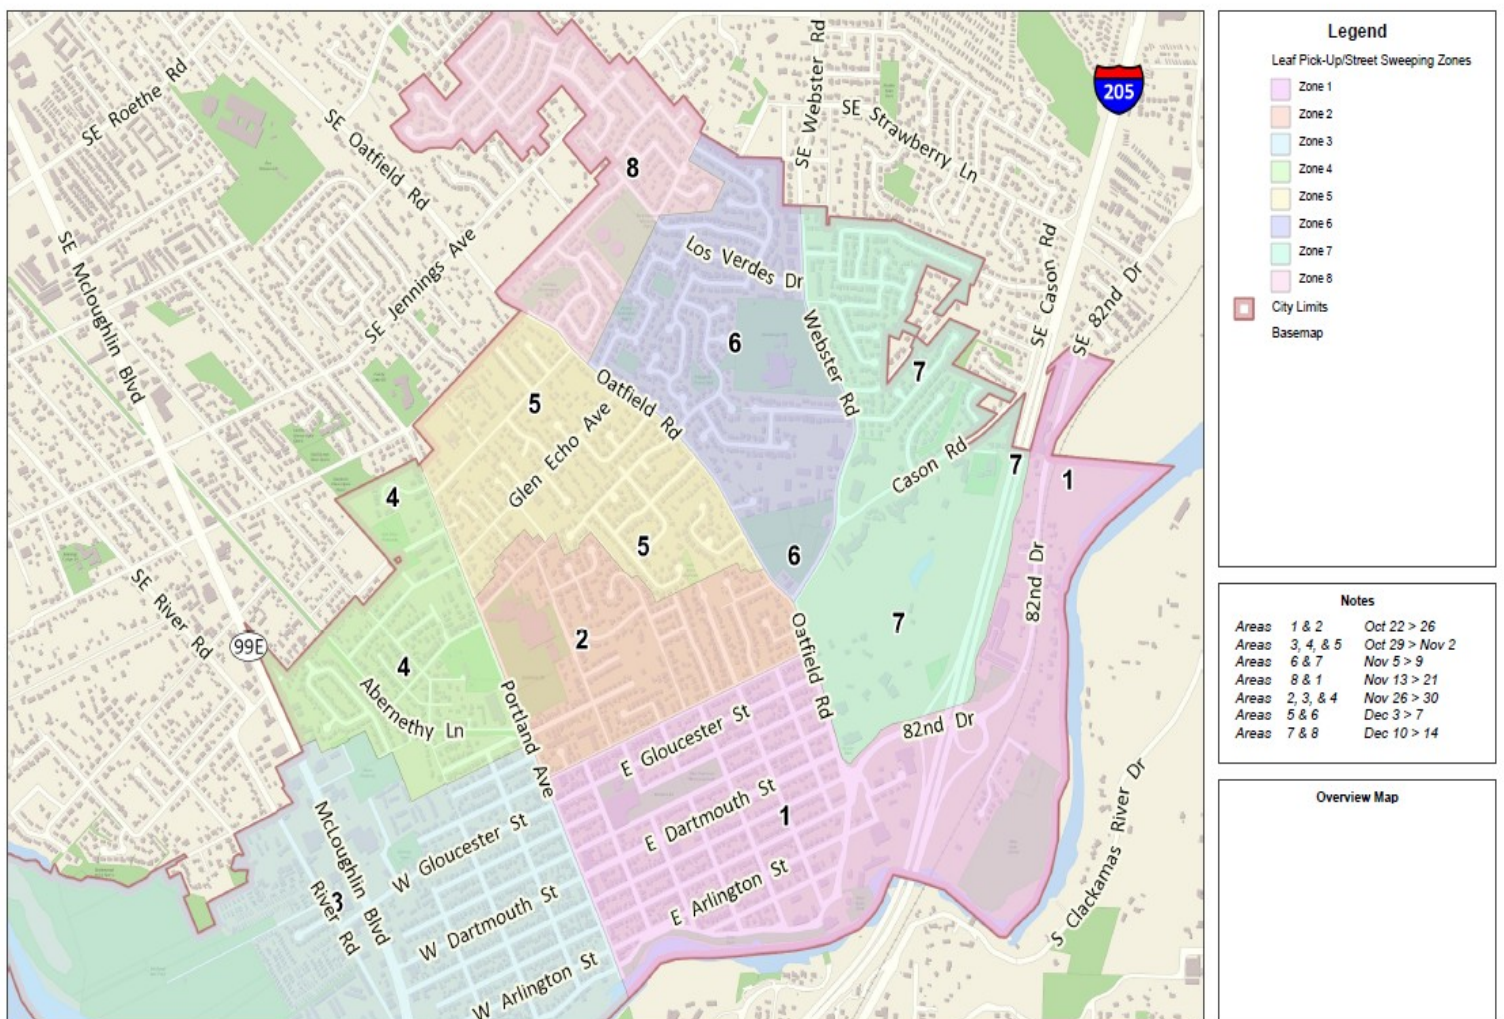 SE Roethe Rd
SE Oatfield Rd
SE Webster Rd
SE Strawberry Ln
205
SE Mcloughlin Blvd
SE Jennings Ave
8
Los Verdes Dr
SE Cason Rd
SE 82nd Dr
6
Webster Rd
7
5
Glen Echo Ave
Oatfield Rd
Cason Rd
7
1
4
5
6
82nd Dr
SE River Rd
99E
2
7
4
Abernethy Ln
Portland Ave
Oatfield Rd
E Gloucester St
82nd Dr
McLoughlin Blvd
W Gloucester St
E Dartmouth St
1
3
River Rd
W Dartmouth St
E Arlington St
W Arlington St
S Clackamas River Dr
Legend
Leaf Pick-Up/Street Sweeping Zones
Zone 1
Zone 2
Zone 3
Zone 4
Zone 5
Zone 6
Zone 7
Zone 8
City Limits
Basemap
Notes
Areas 1 & 2 Oct 22 > 26
Areas 3, 4, & 5 Oct 29 > Nov 2
Areas 6 & 7 Nov 5 > 9
Areas 8 & 1 Nov 13 > 21
Areas 2, 3, & 4 Nov 26 > 30
Areas 5 & 6 Dec 3 > 7
Areas 7 & 8 Dec 10 > 14
Overview Map